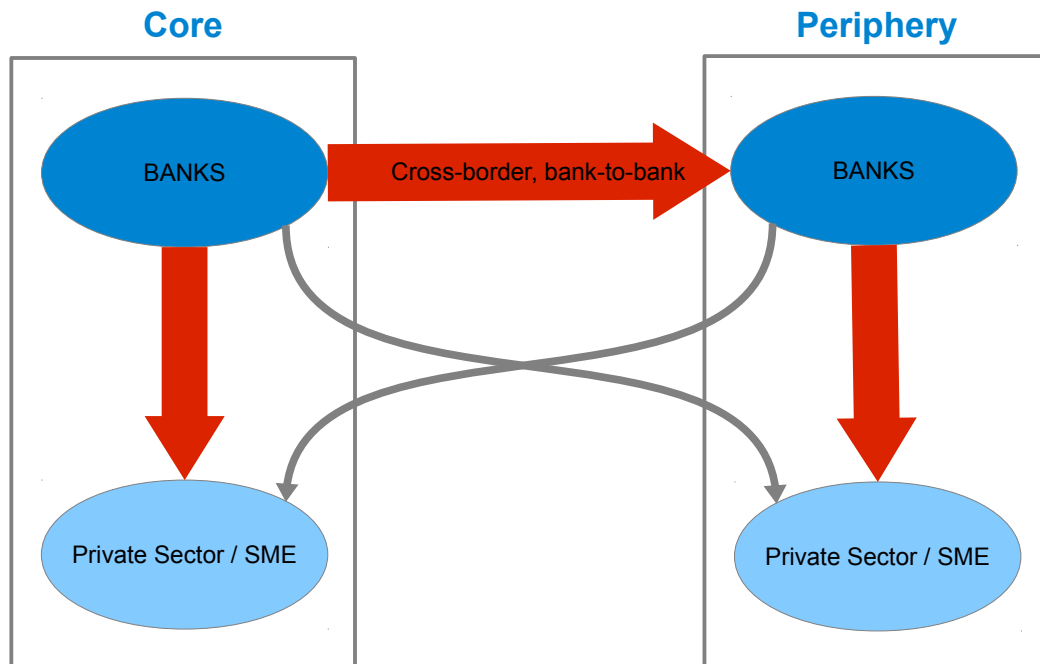 Core
Periphery
BANKS
Cross-border, bank-to-bank
BANKS
Private Sector / SME
Private Sector / SME